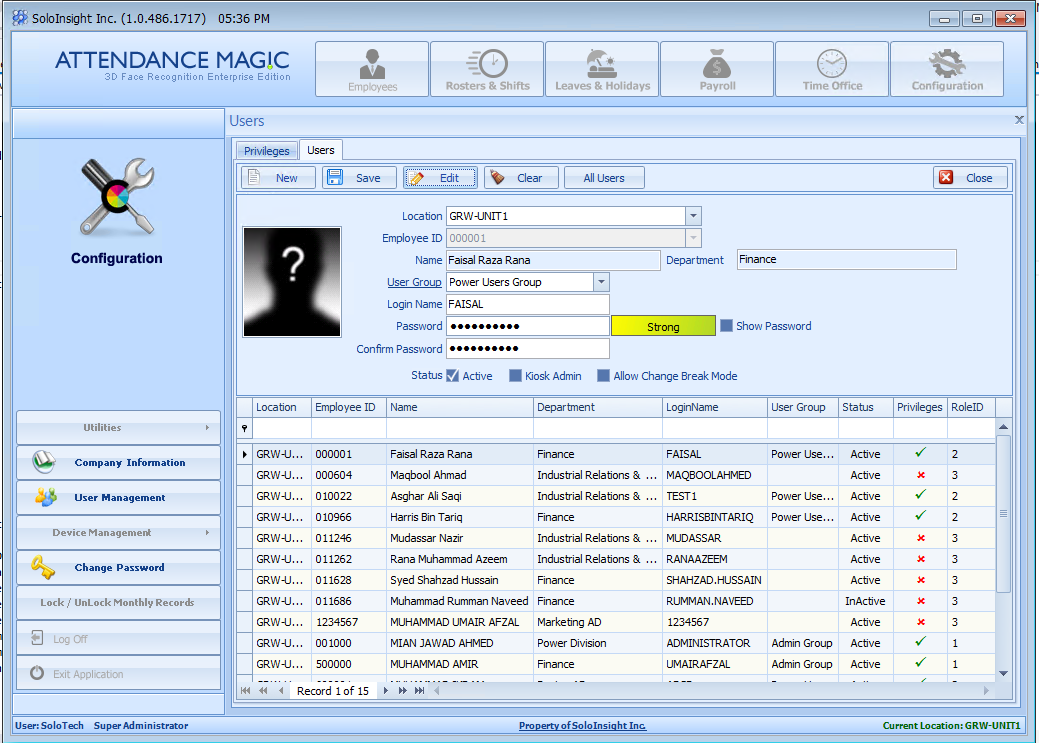 SoloInsight Inc. (1.0.486.1717) 05:36 PM
ATTENDANCE MAGIC
3D Face Recognition Enterprise Edition
Employees
Rosters & Shifts
Leaves & Holidays
Payroll
Time Office
Configuration
Users
Privileges Users
New Save Edit Clear All Users Close
Configuration
Location GRW-UNIT1
Employee ID 000001
Name Faisal Raza Rana Department Finance
User Group Power Users Group
Login Name FAISAL
Password ●●●●●●●●●● Strong Show Password
Confirm Password ●●●●●●●●●●
Status Active Kiosk Admin Allow Change Break Mode
Utilities
Company Information
User Management
Device Management
Change Password
Lock / UnLock Monthly Records
Log Off
Exit Application
Location Employee ID Name Department LoginName User Group Status Privileges RoleID
GRW-U... 000001 Faisal Raza Rana Finance FAISAL Power Use... Active 2
GRW-U... 000604 Maqbool Ahmad Industrial Relations & ... MAQBOOLAHMED Active 3
GRW-U... 010022 Asghar Ali Saqi Industrial Relations & ... TEST1 Power Use... Active 2
GRW-U... 010966 Harris Bin Tariq Finance HARRISBINTARIQ Power Use... Active 2
GRW-U... 011246 Mudassar Nazir Industrial Relations & ... MUDASSAR Active 3
GRW-U... 011262 Rana Muhammad Azeem Industrial Relations & ... RANAAZEEM Active 3
GRW-U... 011628 Syed Shahzad Hussain Finance SHAHZAD.HUSSAIN Active 3
GRW-U... 011686 Muhammad Rumman Naveed Finance RUMMAN.NAVEED InActive 3
GRW-U... 1234567 MUHAMMAD UMAIR AFZAL Marketing AD 1234567 Active 3
GRW-U... 001000 MIAN JAWAD AHMED Power Division ADMINISTRATOR Admin Group Active 1
GRW-U... 500000 MUHAMMAD AMIR Finance UMAIRAFZAL Admin Group Active 1
Record 1 of 15
User: SoloTech Super Administrator
Property of SoloInsight Inc.
Current Location: GRW-UNIT1